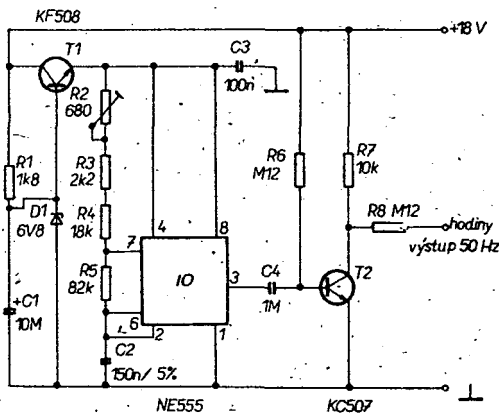 KF508
+18 V
T1
C3
100n
R2
680
R1
1k8
R3
2k2
R6
M12
R7
10k
R4
18k
D1
6V8
R8 M12
hodiny
výstup 50 Hz
7
4
8
R5
82k
IO
3
C4
1M
T2
+C1
10M
6
2
1
C2
150n/ 5%
NE555
KC507